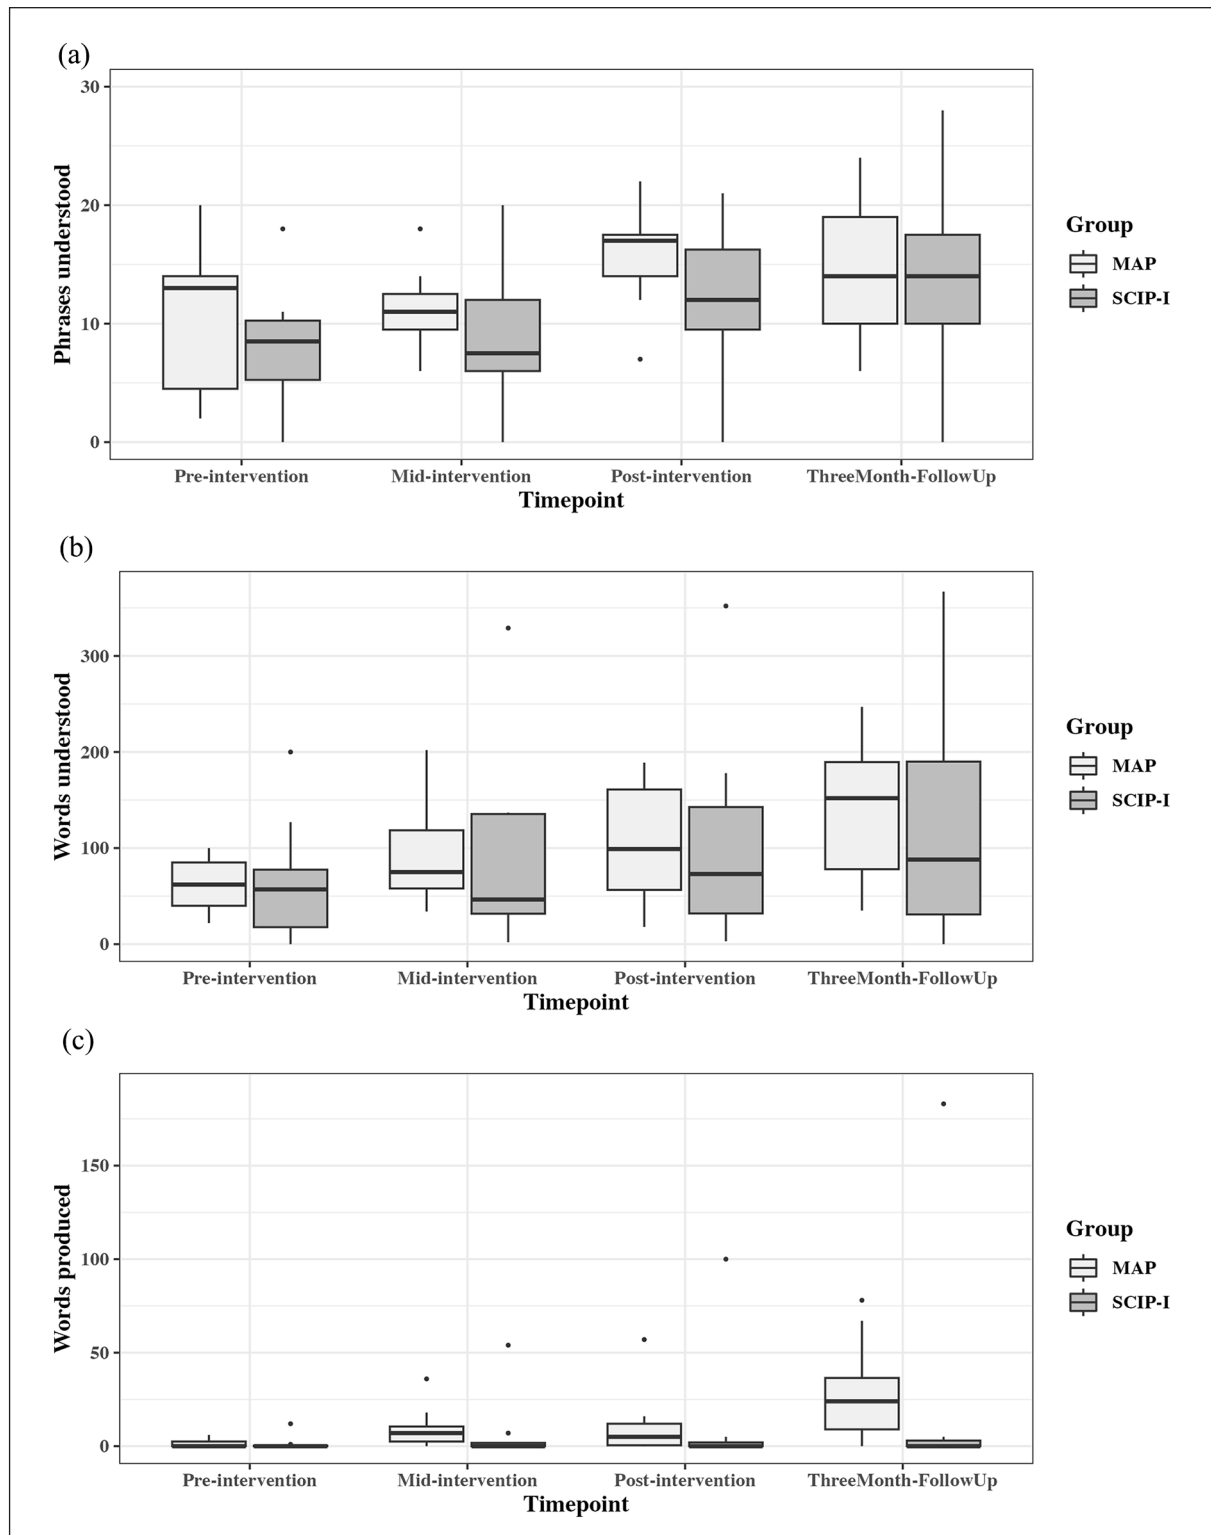 (a)
30
20
10
0
Phrases understood
Pre-intervention Mid-intervention Post-intervention ThreeMonth-FollowUp
Timepoint
Group
MAP
SCIP-I
(b)
300
200
100
0
Words understood
Pre-intervention Mid-intervention Post-intervention ThreeMonth-FollowUp
Timepoint
Group
MAP
SCIP-I
(c)
150
100
50
0
Words produced
Pre-intervention Mid-intervention Post-intervention ThreeMonth-FollowUp
Timepoint
Group
MAP
SCIP-I